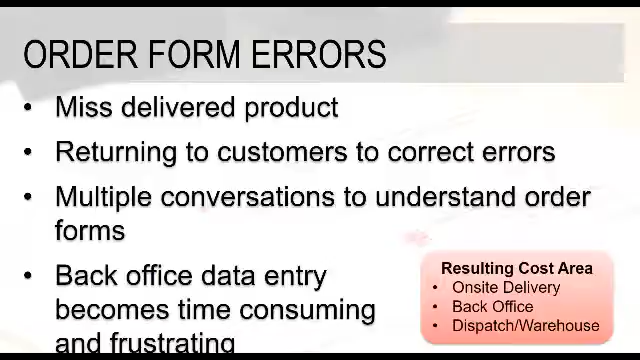 ORDER FORM ERRORS
• Miss delivered product
• Returning to customers to correct errors
• Multiple conversations to understand order
forms
• Back office data entry
becomes time consuming
and frustrating
Resulting Cost Area
• Onsite Delivery
• Back Office
• Dispatch/Warehouse